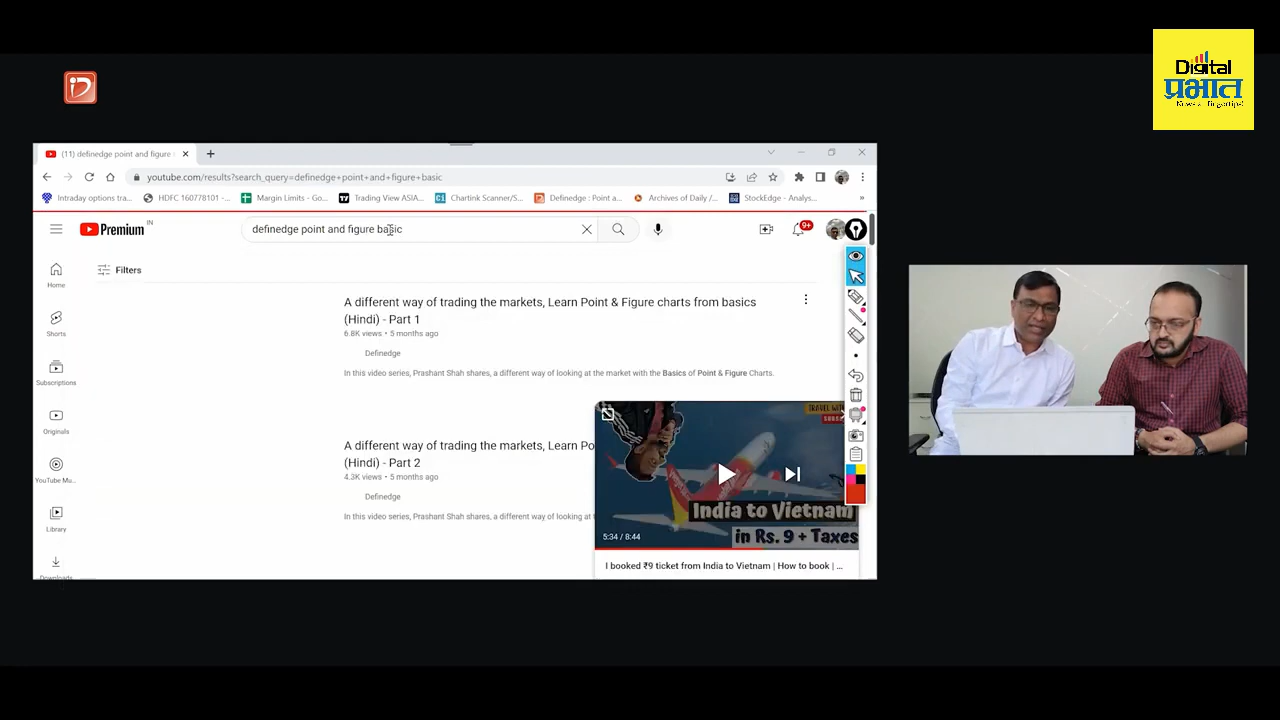 Digital
प्रभात
(11) definedge point and figure
youtube.com/results?search_query=definedge+point+and+figure+basic
Intraday options tra...
HDFC 160778101 -...
Margin Limits - Go...
Trading View ASIA...
Chartink Scanner/S...
Definedge : Point a...
Archives of Daily /...
StockEdge - Analys...
»
Premium IN
definedge point and figure basic
9+
Home
Shorts
Subscriptions
Originals
YouTube Mu...
Library
Downloads
Filters
A different way of trading the markets, Learn Point & Figure charts from basics
(Hindi) - Part 1
6.8K views • 5 months ago
Definedge
In this video series, Prashant Shah shares, a different way of looking at the market with the Basics of Point & Figure Charts.
A different way of trading the markets, Learn Po
(Hindi) - Part 2
4.3K views • 5 months ago
Definedge
In this video series, Prashant Shah shares, a different way of looking at t
India to Vietnam
in Rs. 9 + Taxes
5:34 / 8:44
I booked ₹9 ticket from India to Vietnam | How to book | ...